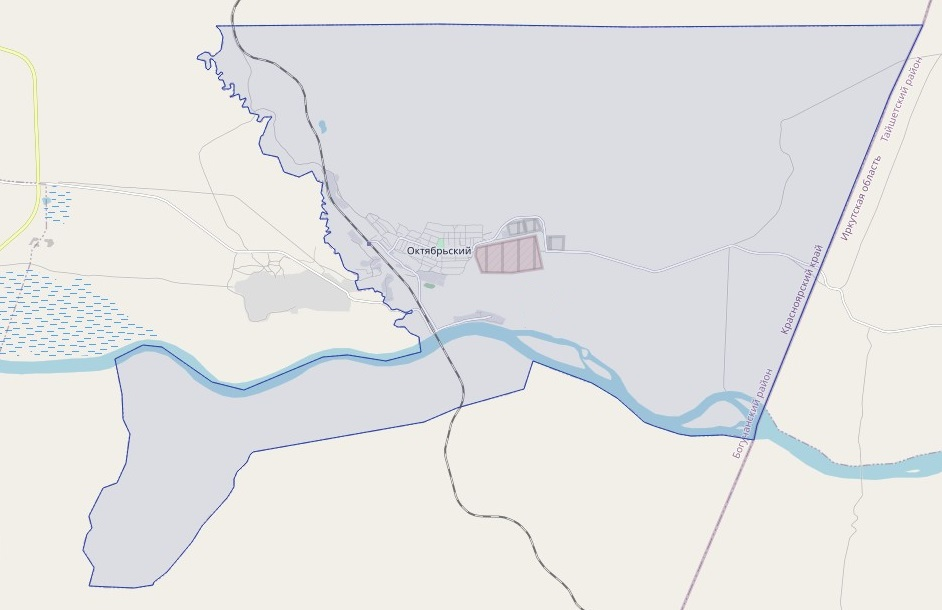 Тайшетский район
Иркутская область
Октябрьский
Красноярский край
Богучанский район